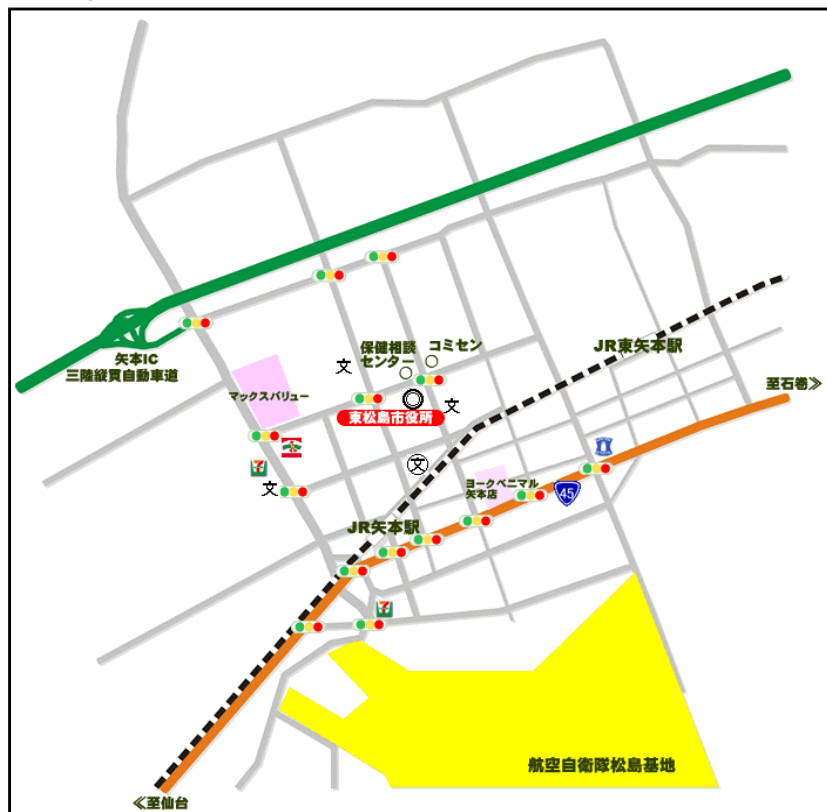 JR東矢本駅
保健相談
センター
コミセン
矢本IC
三陸縦貫自動車道
文
マックスバリュー
至石巻≫
東松島市役所
文
7
文
文
ヨークベニマル
矢本店
45
JR矢本駅
7
航空自衛隊松島基地
≪至仙台